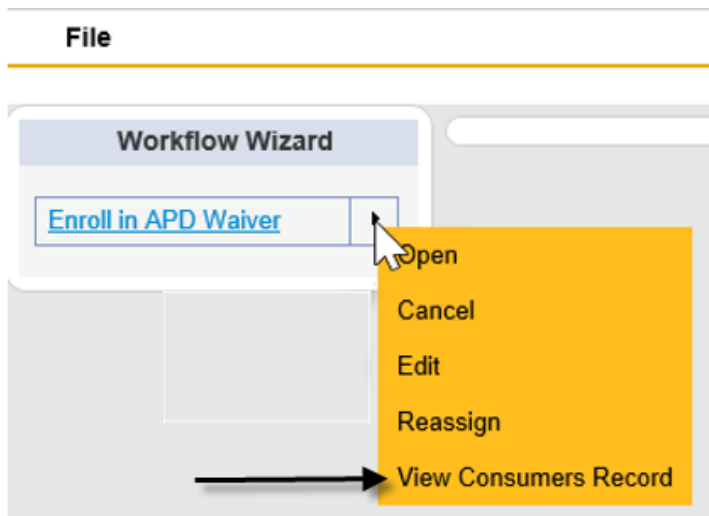 File
Workflow Wizard
Enroll in APD Waiver
Open
Cancel
Edit
Reassign
View Consumers Record